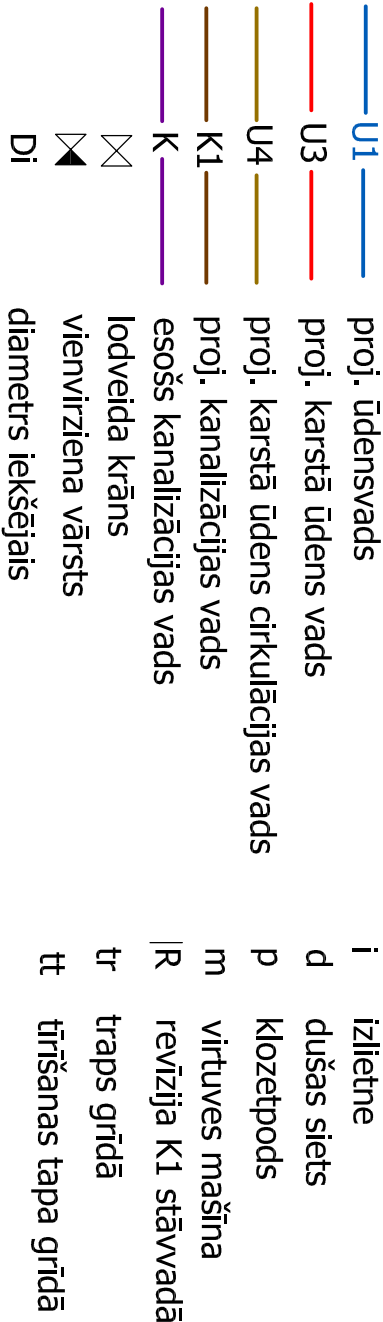 U1 proj. ūdensvads
U3 proj. karstā ūdens vads
U4 proj. karstā ūdens cirkulācijas vads
K1 proj. kanalizācijas vads
K esošs kanalizācijas vads
lodveida krāns
vienvirziena vārsts
Di diametrs iekšējais
i izlietne
d dušas siets
p klozetpods
m virtuves mašīna
|R revīzija K1 stāvvadā
tr traps grīdā
tt tīrīšanas tapa grīdā